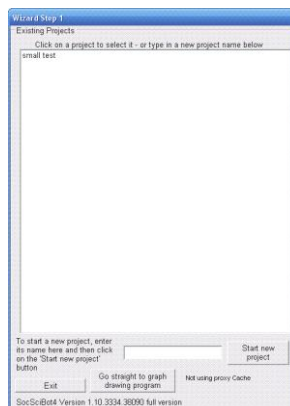 Wizard Step 1
Existing Projects
Click on a project to select it - or type in a new project name below
small test
To start a new project, enter
its name here and then click
on the 'Start new project'
button
Start new
project
Exit
Go straight to graph
drawing program
Not using proxy Cache
SocSciBot4 Version 1.10.3334.38090 full version